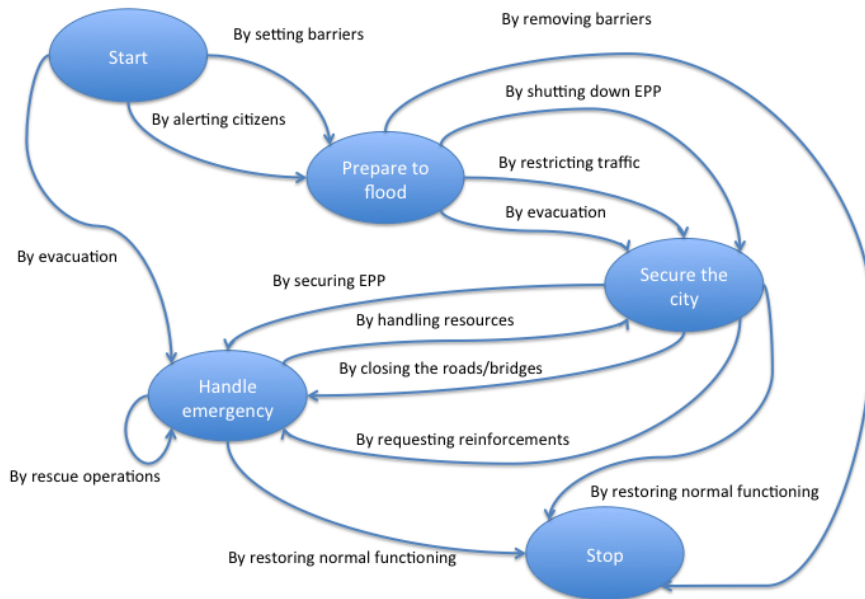 By removing barriers
By setting barriers
Start
By shutting down EPP
By alerting citizens
Prepare to
flood
By restricting traffic
By evacuation
By evacuation
Secure the
city
By securing EPP
By handling resources
By closing the roads/bridges
Handle
emergency
By requesting reinforcements
By rescue operations
By restoring normal functioning
By restoring normal functioning
Stop